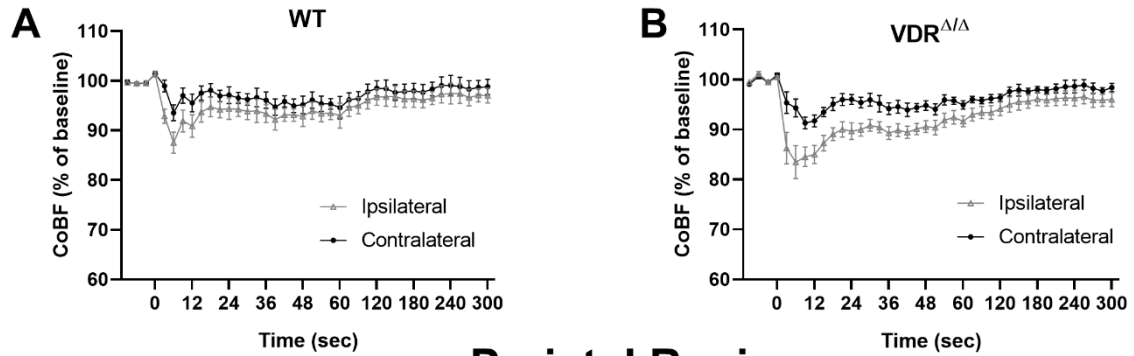 A
WT
CoBF (% of baseline)
110
100
90
80
70
60
Ipsilateral
Contralateral
0 12 24 36 48 60 120 180 240 300
Time (sec)
B
VDR^Δ/Δ
CoBF (% of baseline)
110
100
90
80
70
60
Ipsilateral
Contralateral
0 12 24 36 48 60 120 180 240 300
Time (sec)